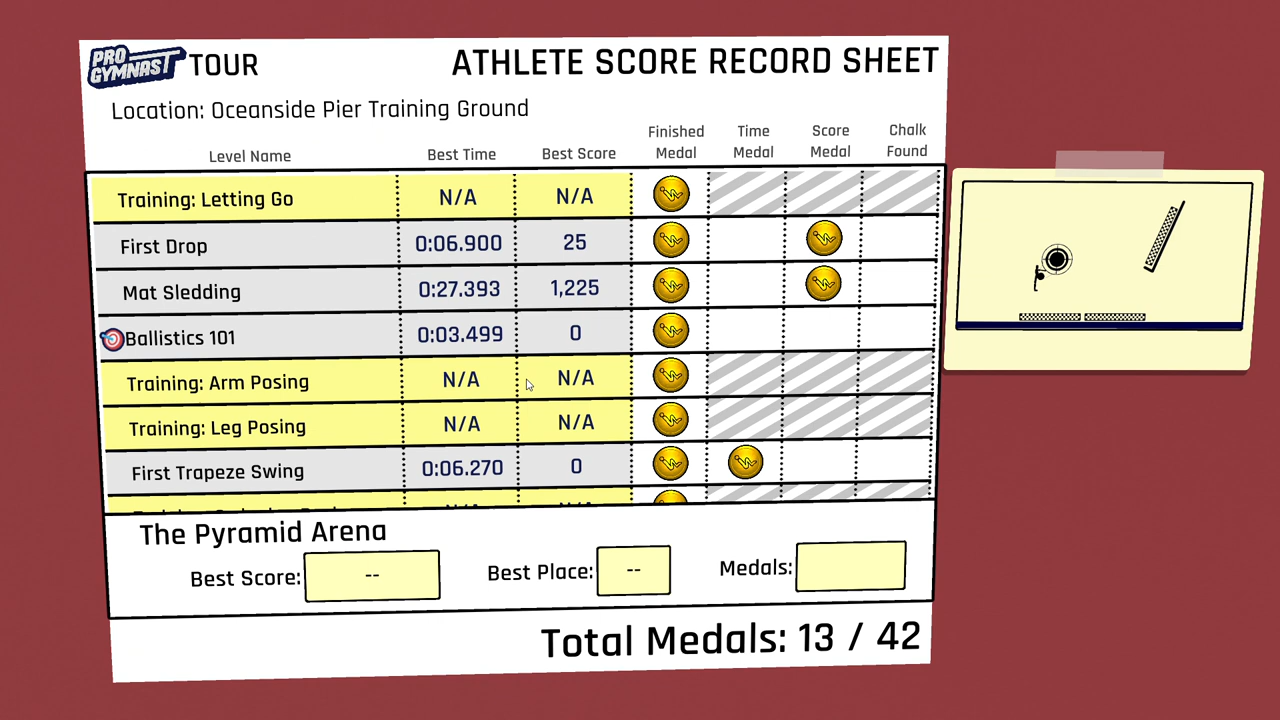 PRO GYMNAST TOUR
ATHLETE SCORE RECORD SHEET
Location: Oceanside Pier Training Ground
Level Name Best Time Best Score Finished Medal Time Medal Score Medal Chalk Found
Training: Letting Go N/A N/A
First Drop 0:06.900 25
Mat Sledding 0:27.393 1,225
Ballistics 101 0:03.499 0
Training: Arm Posing N/A N/A
Training: Leg Posing N/A N/A
First Trapeze Swing 0:06.270 0
The Pyramid Arena
Best Score: -- Best Place: -- Medals:
Total Medals: 13 / 42